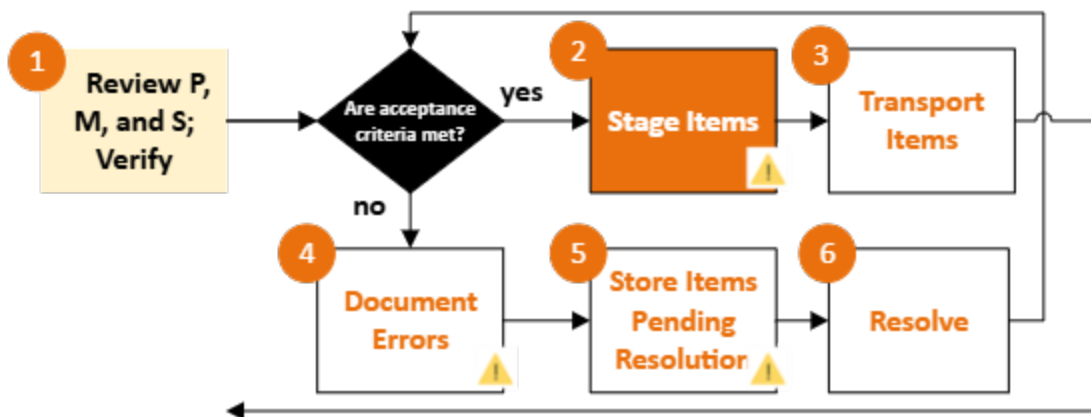 1
Review P,
M, and S;
Verify
Are acceptance
criteria met?
yes
2
Stage Items
3
Transport
Items
no
4
Document
Errors
5
Store Items
Pending
Resolution
6
Resolve